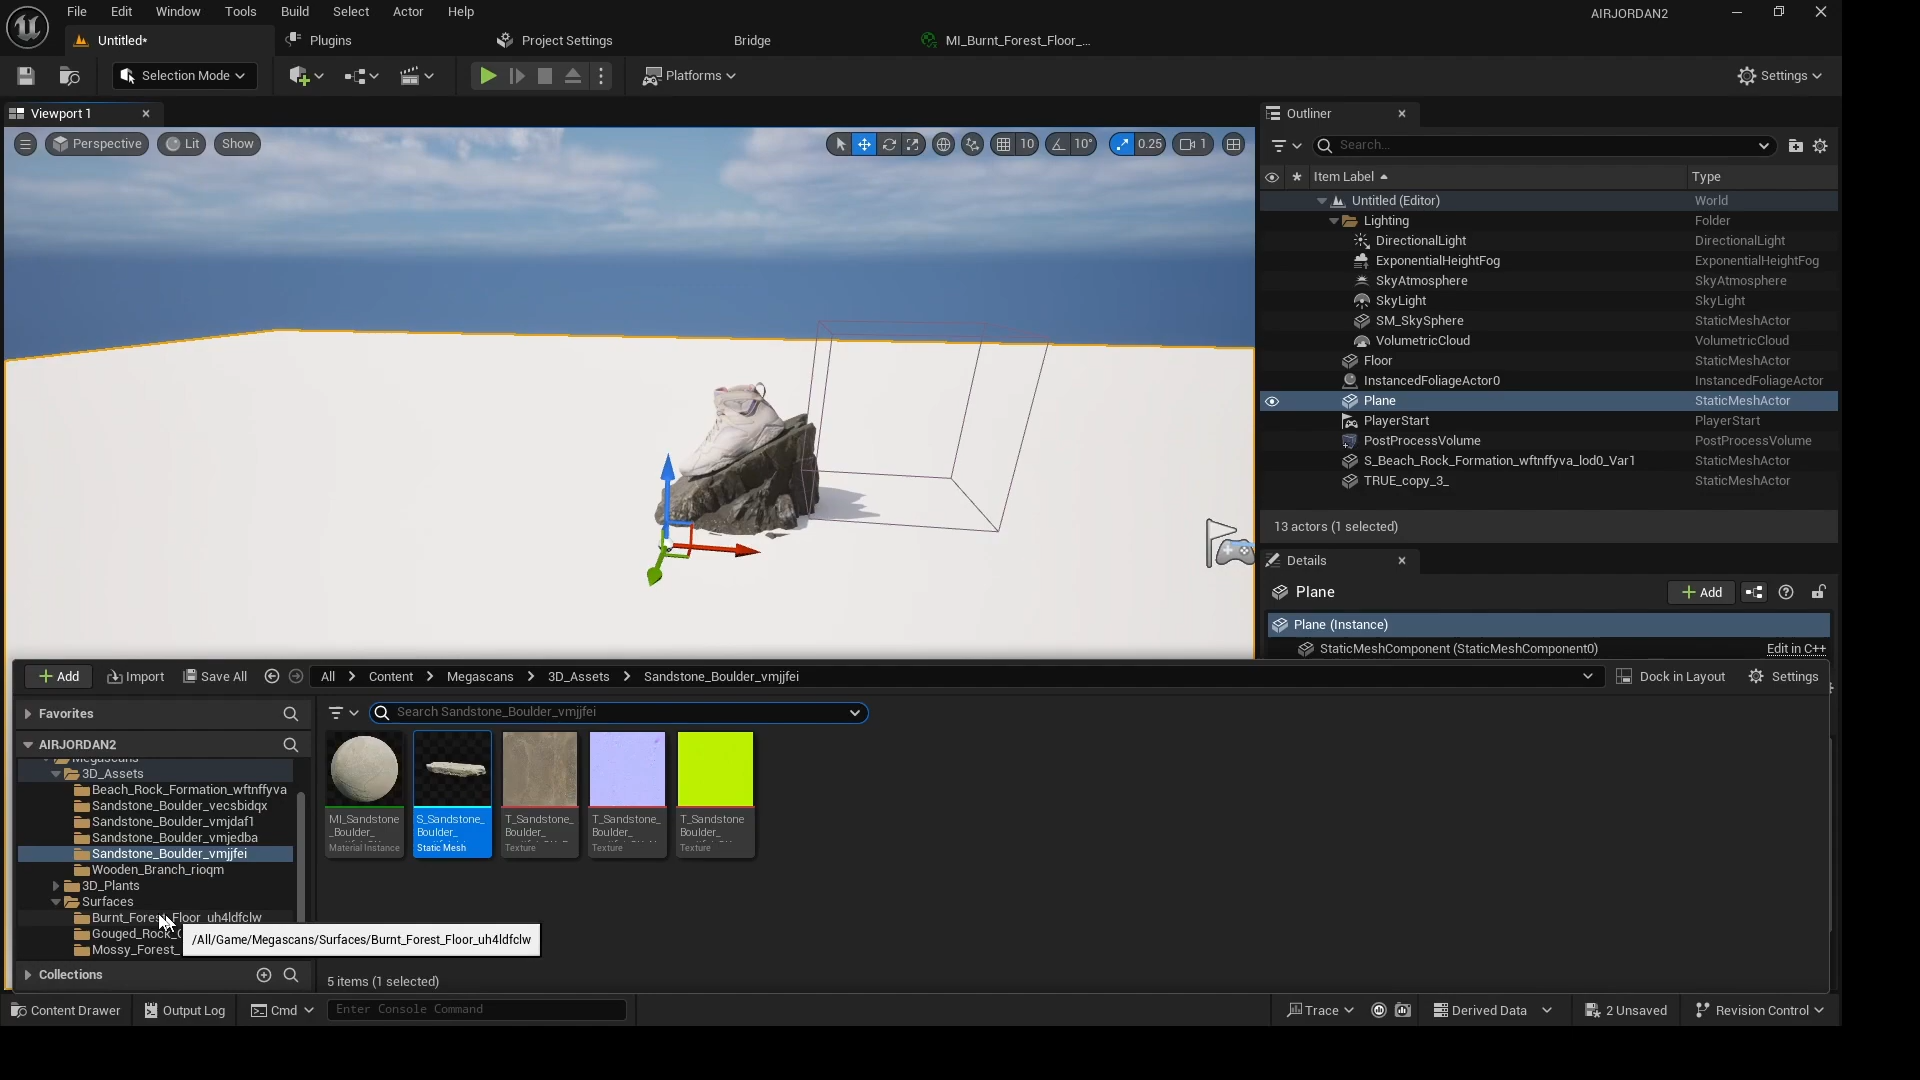 File Edit Window Tools Build Select Actor Help
AIRJORDAN2
Untitled*
Plugins
Project Settings
Bridge
MI_Burnt_Forest_Floor_...
Selection Mode
Platforms
Settings
Viewport 1
Outliner
Perspective
Lit
Show
10
10°
0.25
1
Search...
Item Label
Type
Untitled (Editor) World
Lighting Folder
DirectionalLight DirectionalLight
ExponentialHeightFog ExponentialHeightFog
SkyAtmosphere SkyAtmosphere
SkyLight SkyLight
SM_SkySphere StaticMeshActor
VolumetricCloud VolumetricCloud
Floor StaticMeshActor
InstancedFoliageActor0 InstancedFoliageActor
Plane StaticMeshActor
PlayerStart PlayerStart
PostProcessVolume PostProcessVolume
S_Beach_Rock_Formation_wftnffyva_lod0_Var1 StaticMeshActor
TRUE_copy_3_ StaticMeshActor
13 actors (1 selected)
Details
Plane
Add
Plane (Instance)
StaticMeshComponent (StaticMeshComponent0) Edit in C++
Add
Import
Save All
All
Content
Megascans
3D_Assets
Sandstone_Boulder_vmjjfei
Dock in Layout
Settings
Favorites
Search Sandstone_Boulder_vmjjfei
AIRJORDAN2
Megascans
3D_Assets
Beach_Rock_Formation_wftnffyva
Sandstone_Boulder_vecsbidqx
Sandstone_Boulder_vmjdaf1
Sandstone_Boulder_vmjedba
Sandstone_Boulder_vmjjfei
Wooden_Branch_rioqm
3D_Plants
Surfaces
Burnt_Forest_Floor_uh4ldfclw
Gouged_Rock_
Mossy_Forest_
/All/Game/Megascans/Surfaces/Burnt_Forest_Floor_uh4ldfclw
MI_Sandstone
_Boulder_
Material Instance
S_Sandstone_
Boulder_
Static Mesh
T_Sandstone_
Boulder_
Texture
T_Sandstone_
Boulder_
Texture
T_Sandstone
Boulder_
Texture
5 items (1 selected)
Collections
Content Drawer
Output Log
Cmd
Enter Console Command
Trace
Derived Data
2 Unsaved
Revision Control